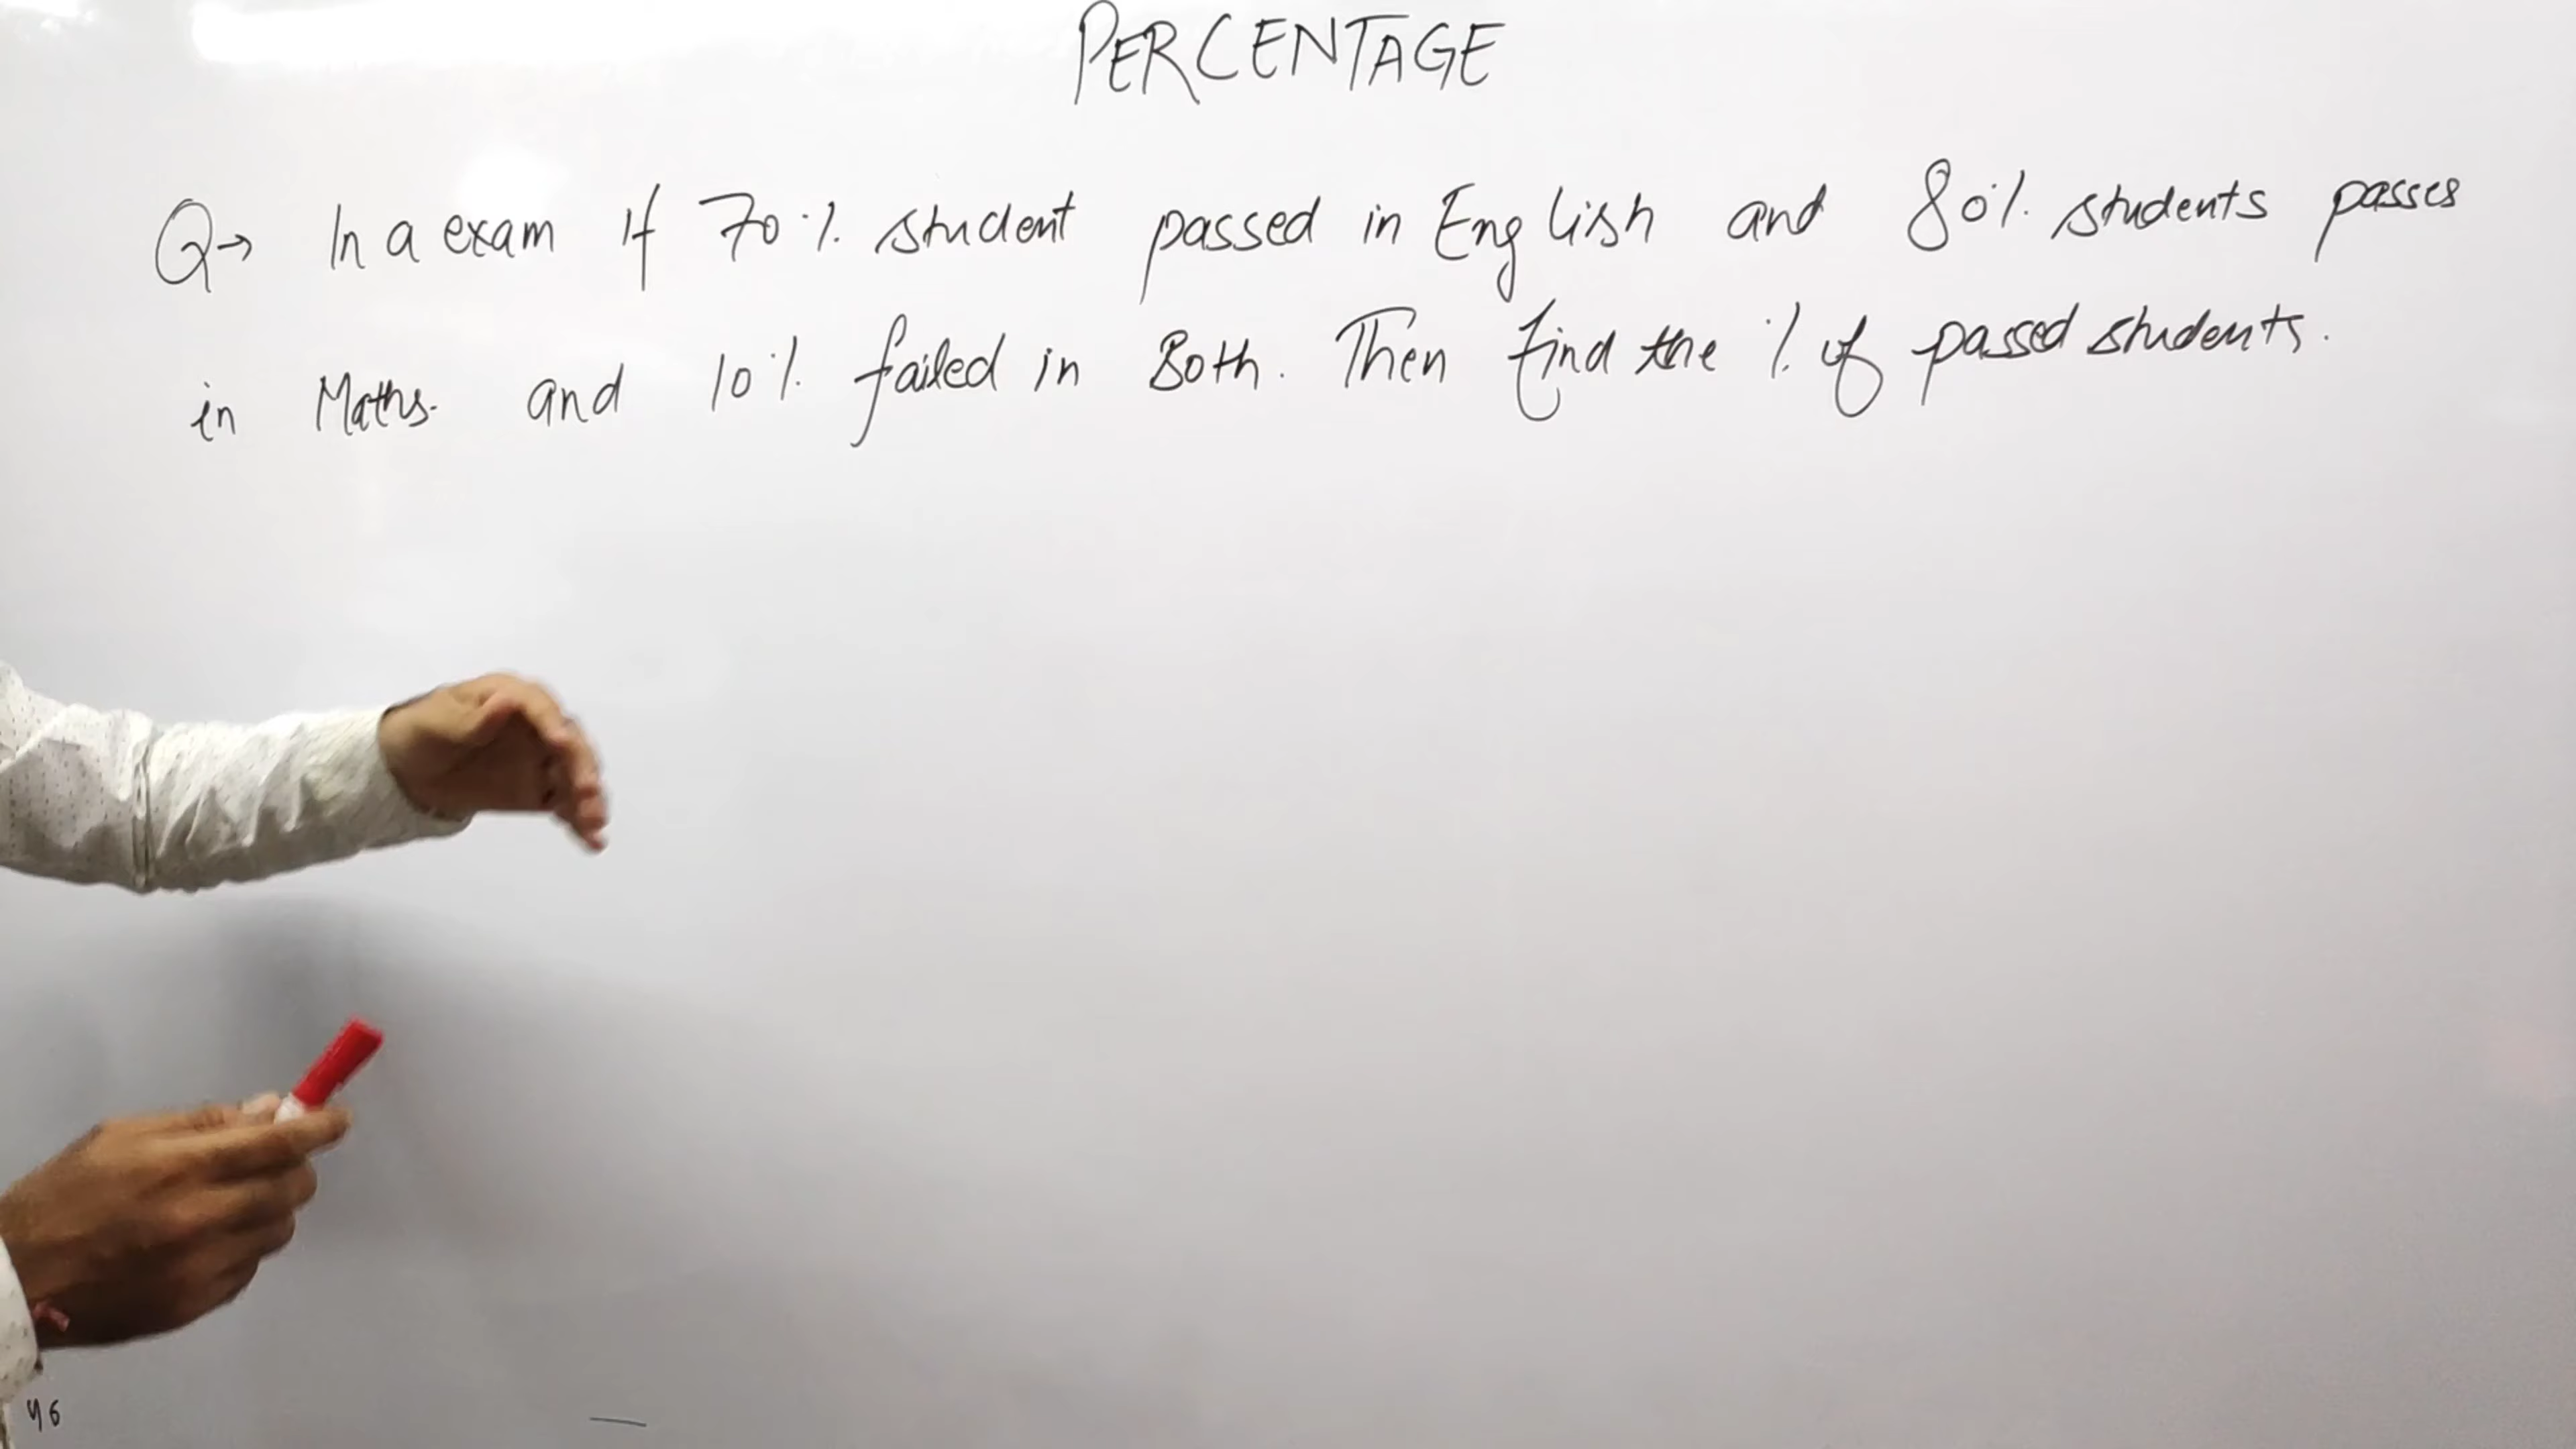 PERCENTAGE
Q→ In a exam If 70% student passed in English and 80% students passes
in Maths. and 10% failed in Both. Then find the % of passed students.
46